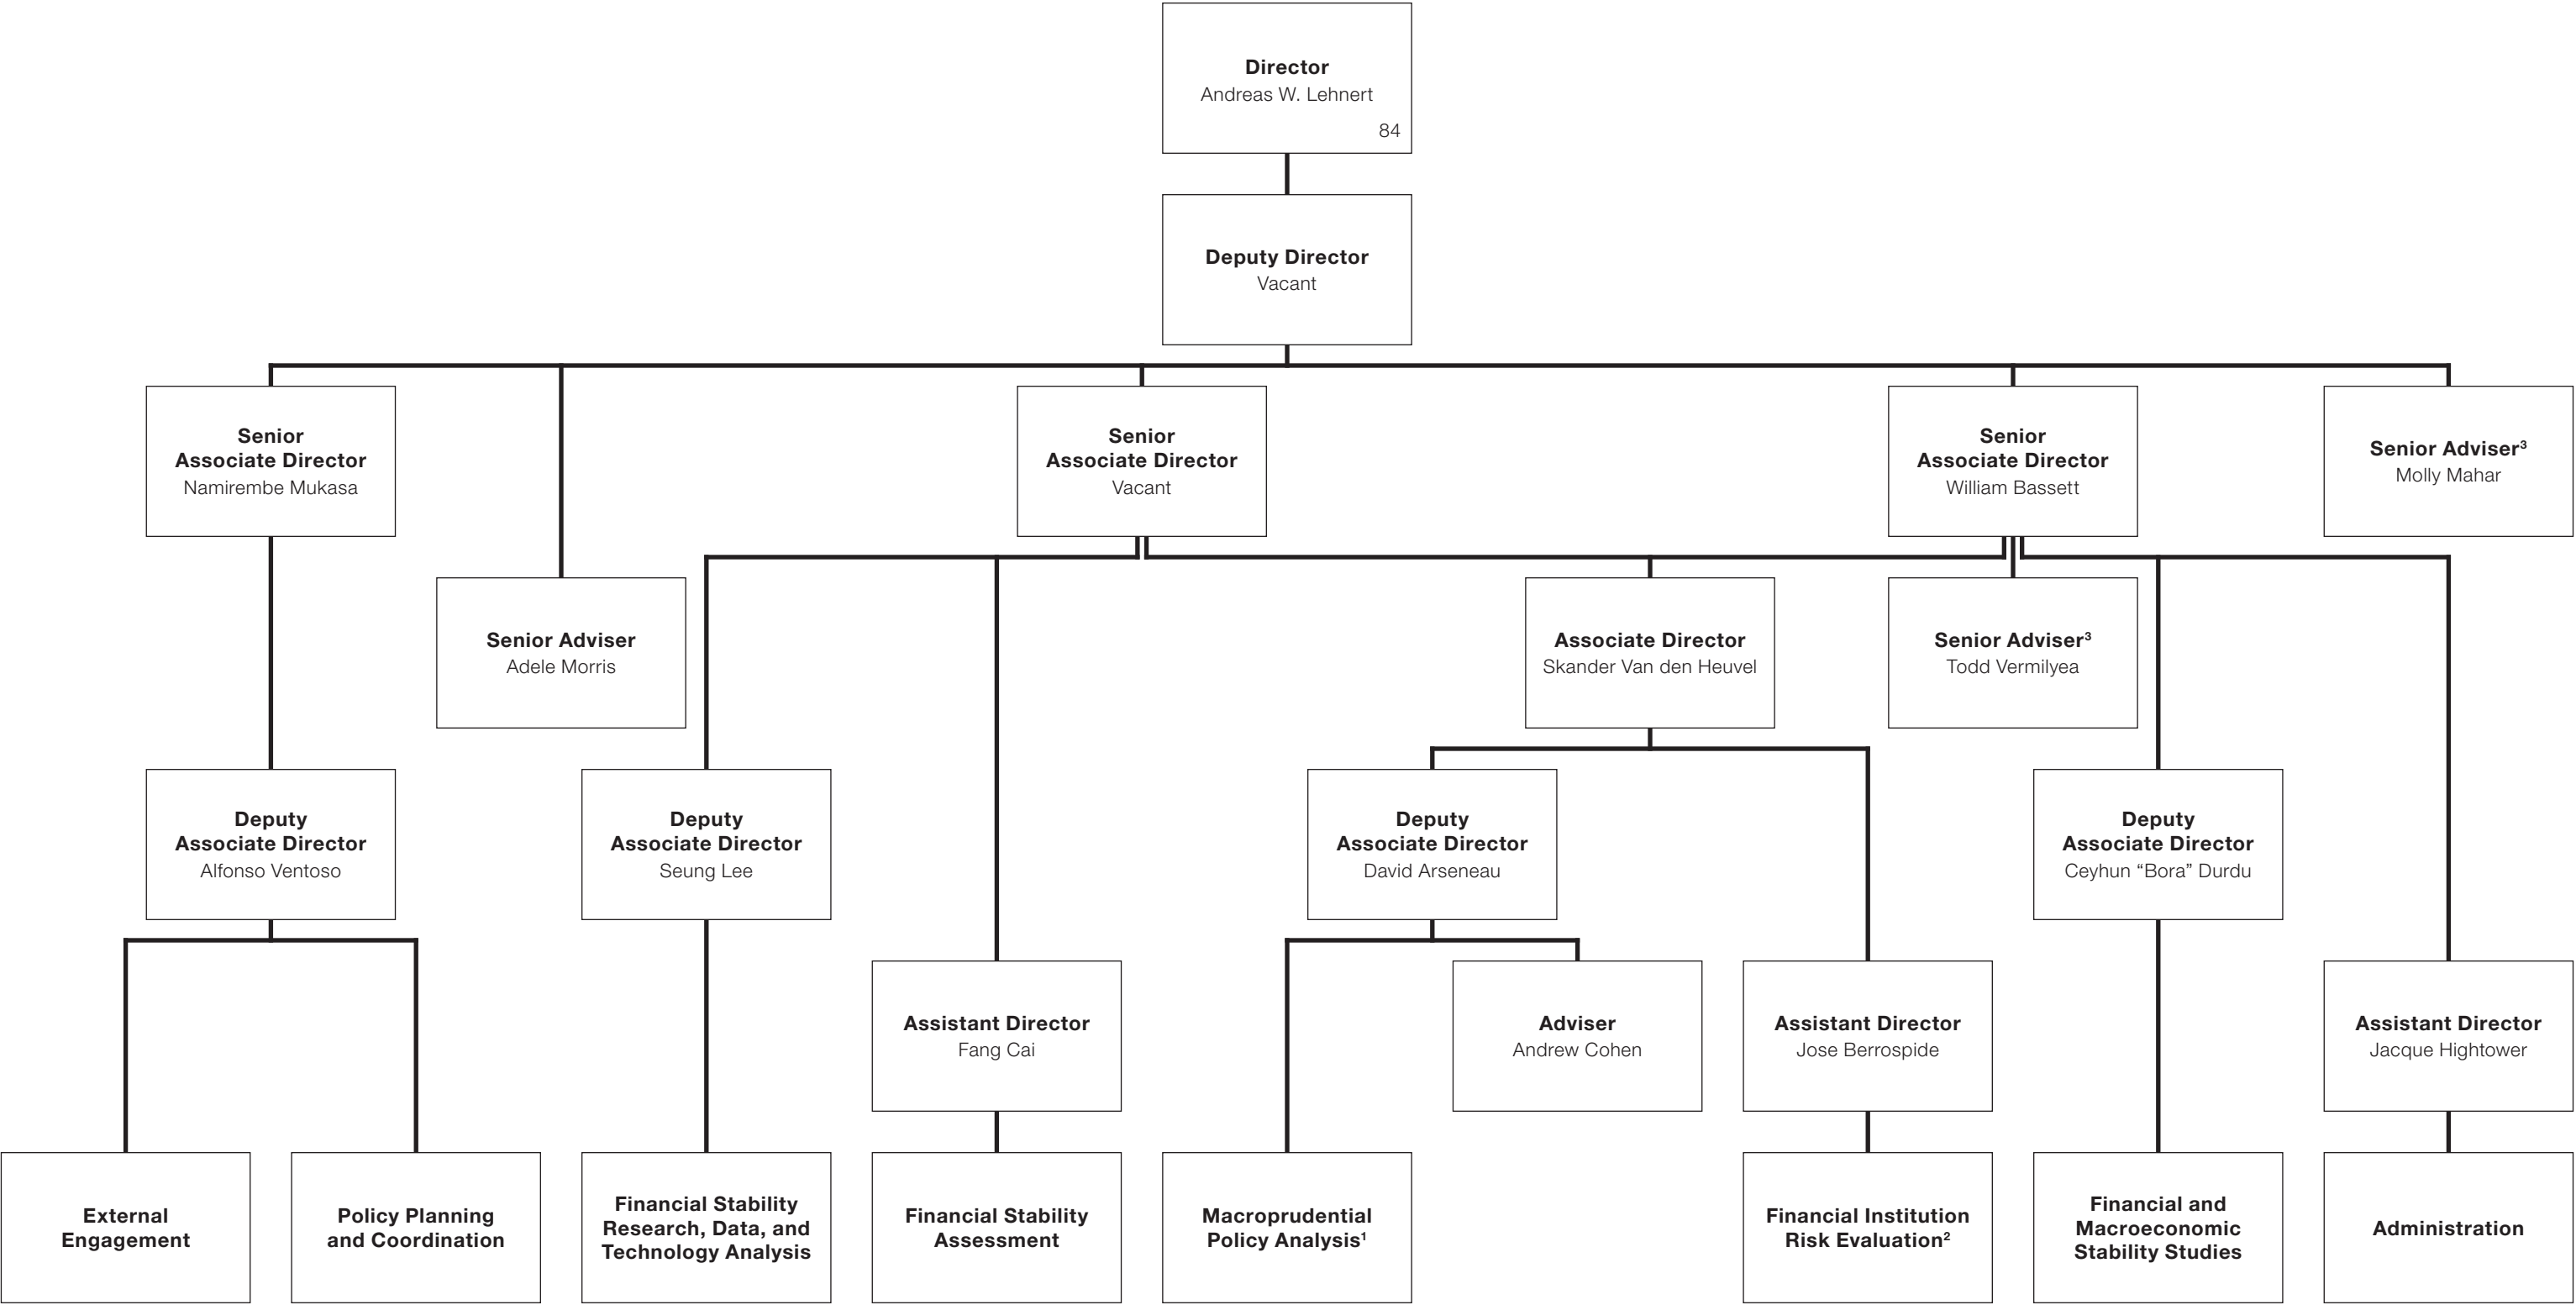 Director
Andreas W. Lehnert
84
Deputy Director
Vacant
Senior
Associate Director
Namirembe Mukasa
Senior
Associate Director
Vacant
Senior
Associate Director
William Bassett
Senior Adviser³
Molly Mahar
Senior Adviser
Adele Morris
Associate Director
Skander Van den Heuvel
Senior Adviser³
Todd Vermilyea
Deputy
Associate Director
Alfonso Ventoso
Deputy
Associate Director
Seung Lee
Deputy
Associate Director
David Arseneau
Deputy
Associate Director
Ceyhun “Bora” Durdu
Assistant Director
Fang Cai
Adviser
Andrew Cohen
Assistant Director
Jose Berrospide
Assistant Director
Jacque Hightower
External
Engagement
Policy Planning
and Coordination
Financial Stability
Research, Data, and
Technology Analysis
Financial Stability
Assessment
Macroprudential
Policy Analysis¹
Financial Institution
Risk Evaluation²
Financial and
Macroeconomic
Stability Studies
Administration